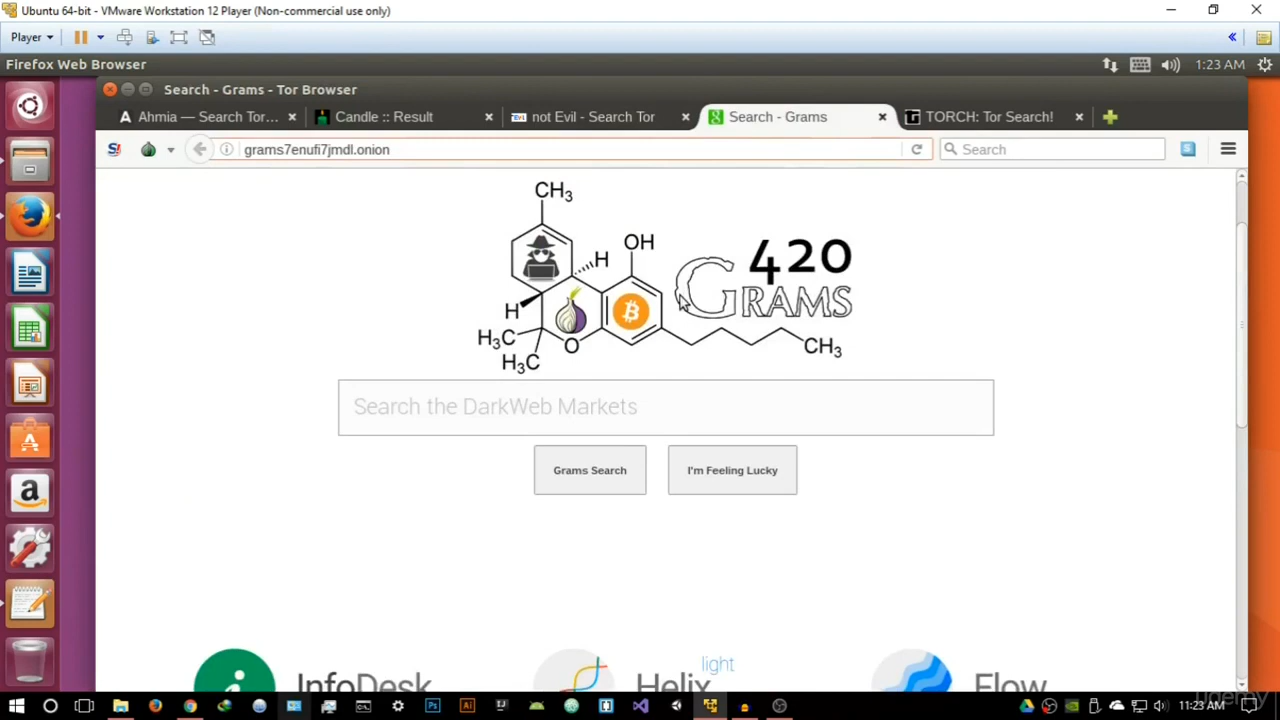 Ubuntu 64-bit - VMware Workstation 12 Player (Non-commercial use only)
Player
Firefox Web Browser
1:23 AM
Search - Grams - Tor Browser
Ahmia — Search Tor...
Candle :: Result
not Evil - Search Tor
Search - Grams
TORCH: Tor Search!
grams7enufi7jmdl.onion
Search
CH3
OH
H
420
GRAMS
H
H3C
O
H3C
CH3
Search the DarkWeb Markets
Grams Search
I'm Feeling Lucky
InfoDesk
light
Helix
Flow
11:23 AM
Udemy